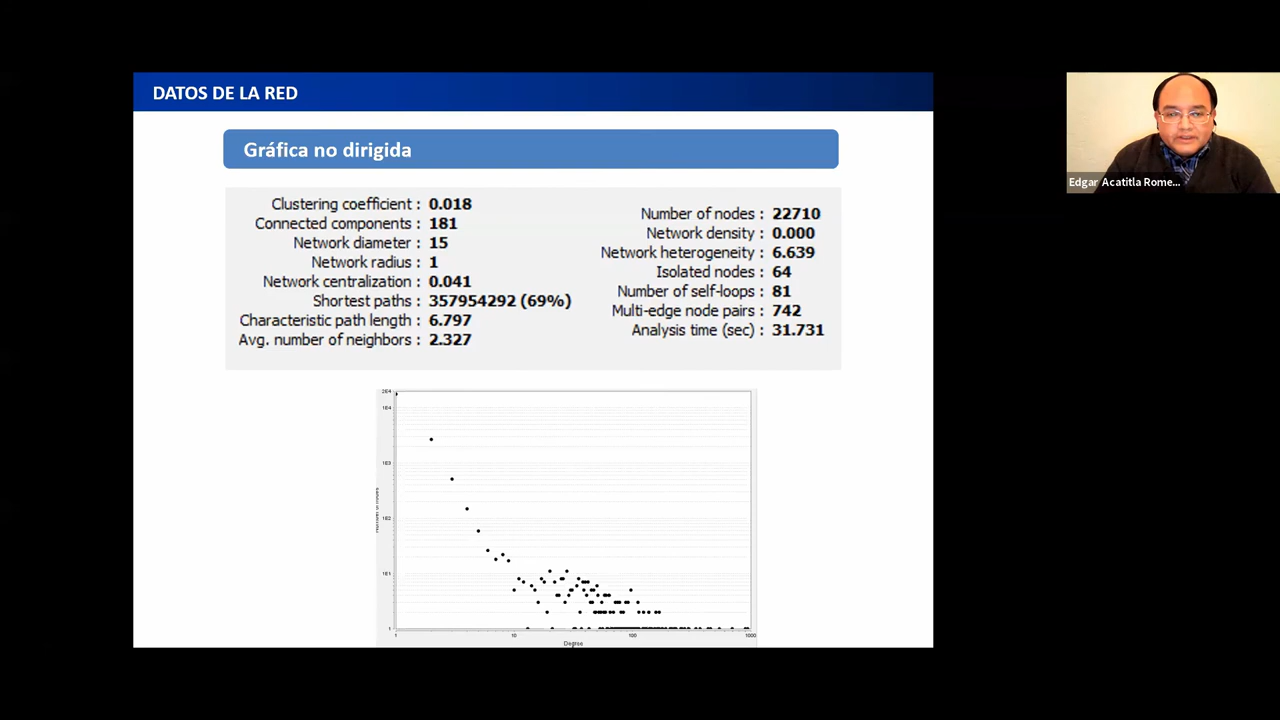 DATOS DE LA RED
Gráfica no dirigida
Clustering coefficient : 0.018
Connected components : 181
Network diameter : 15
Network radius : 1
Network centralization : 0.041
Shortest paths : 357954292 (69%)
Characteristic path length : 6.797
Avg. number of neighbors : 2.327
Number of nodes : 22710
Network density : 0.000
Network heterogeneity : 6.639
Isolated nodes : 64
Number of self-loops : 81
Multi-edge node pairs : 742
Analysis time (sec) : 31.731
Edgar Acatitla Rome...
2E4
1E4
1E3
1E2
1E1
1
1 10 100 1000
Degree